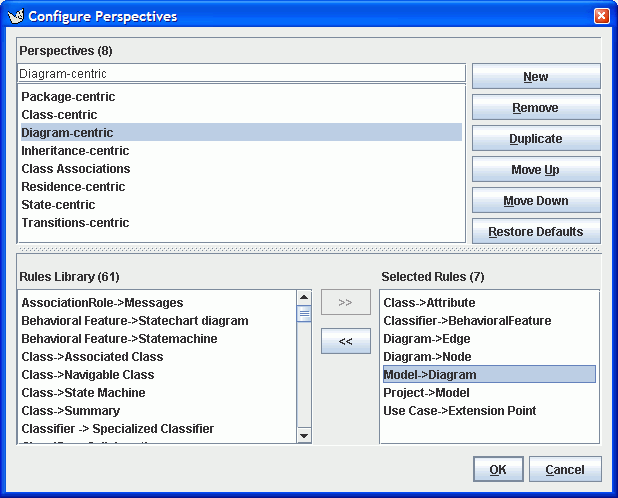 Configure Perspectives
Perspectives (8)
Diagram-centric
New
Package-centric
Class-centric
Diagram-centric
Inheritance-centric
Class Associations
Residence-centric
State-centric
Transitions-centric
Remove
Duplicate
Move Up
Move Down
Restore Defaults
Rules Library (61)
AssociationRole->Messages
Behavioral Feature->Statechart diagram
Behavioral Feature->Statemachine
Class->Associated Class
Class->Navigable Class
Class->State Machine
Class->Summary
Classifier -> Specialized Classifier
>>
<<
Selected Rules (7)
Class->Attribute
Classifier->BehavioralFeature
Diagram->Edge
Diagram->Node
Model->Diagram
Project->Model
Use Case->Extension Point
OK
Cancel